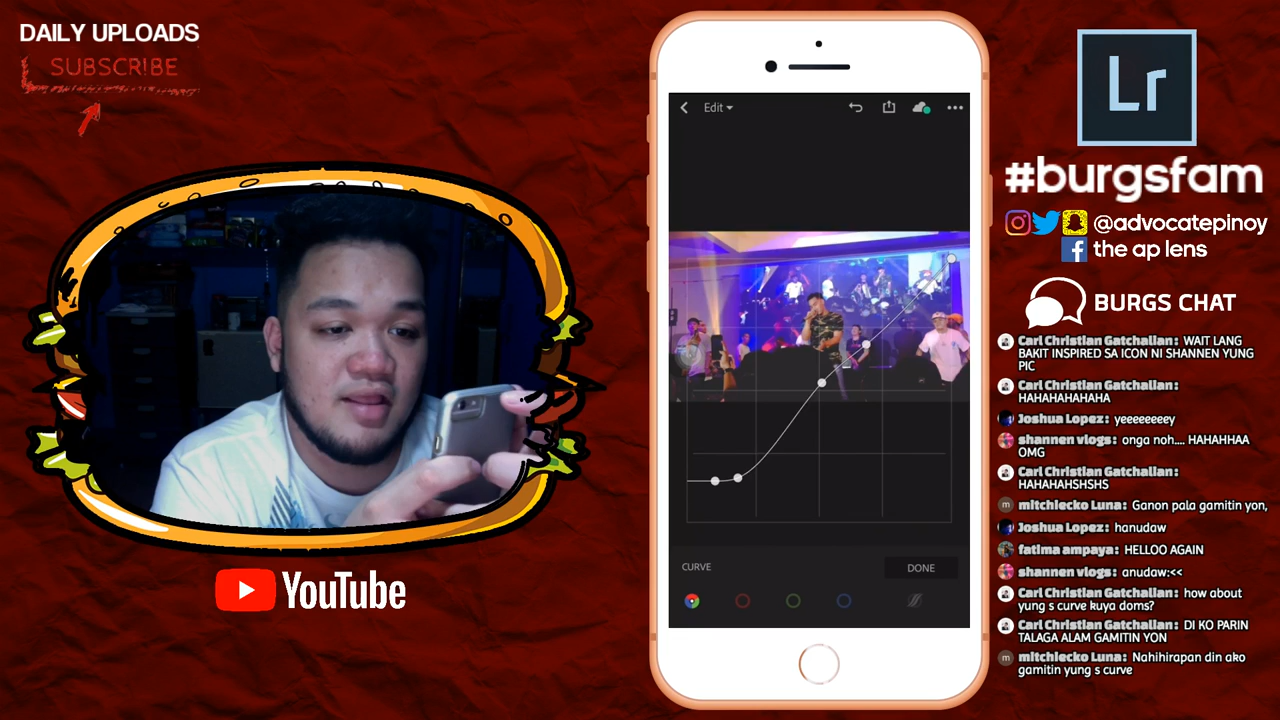 DAILY UPLOADS
SUBSCRIBE
YouTube
Edit
CURVE
DONE
Lr
#burgsfam
@advocatepinoy
the ap lens
BURGS CHAT
Carl Christian Gatchalian: WAIT LANG
BAKIT INSPIRED SA ICON NI SHANNEN YUNG
PIC
Carl Christian Gatchalian:
HAHAHAHAHAHA
Joshua Lopez: yeeeeeeeey
shannen vlogs: onga noh.... HAHAHHAA
OMG
Carl Christian Gatchalian:
HAHAHAHSHSHS
m mitchiecko Luna: Ganon pala gamitin yon,
Joshua Lopez: hanudaw
fatima ampaya: HELLOO AGAIN
shannen vlogs: anudaw:<<
Carl Christian Gatchalian: how about
yung s curve kuya doms?
Carl Christian Gatchalian: DI KO PARIN
TALAGA ALAM GAMITIN YON
m mitchiecko Luna: Nahihirapan din ako
gamitin yung s curve